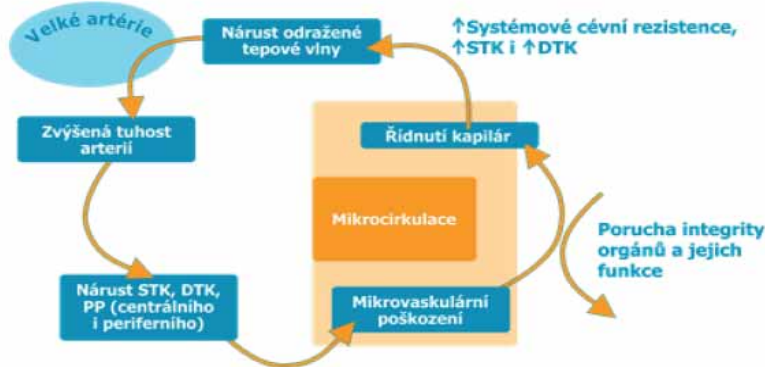 Velké artérie
Nárust odražené
tepové vlny
↑Systémové cévní rezistence,
↑STK i ↑DTK
Zvýšená tuhost
arterií
Řídnutí kapilár
Mikrocirkulace
Porucha integrity
orgánů a jejich
funkce
Nárust STK, DTK,
PP (centrálního
i periferního)
Mikrovaskulární
poškození